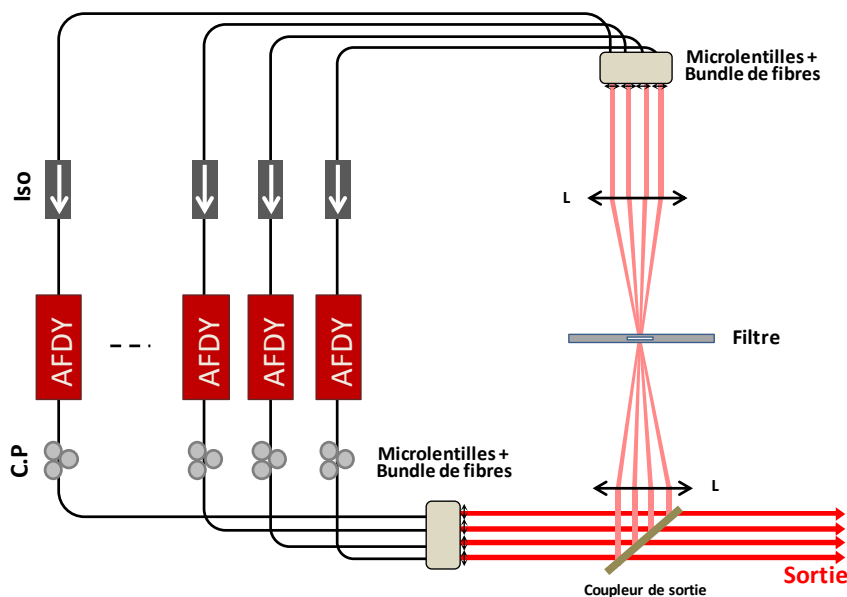 Microlentilles +
Bundle de fibres
Iso
L
AFDY
AFDY
AFDY
AFDY
Filtre
C.P
Microlentilles +
Bundle de fibres
L
Sortie
Coupleur de sortie